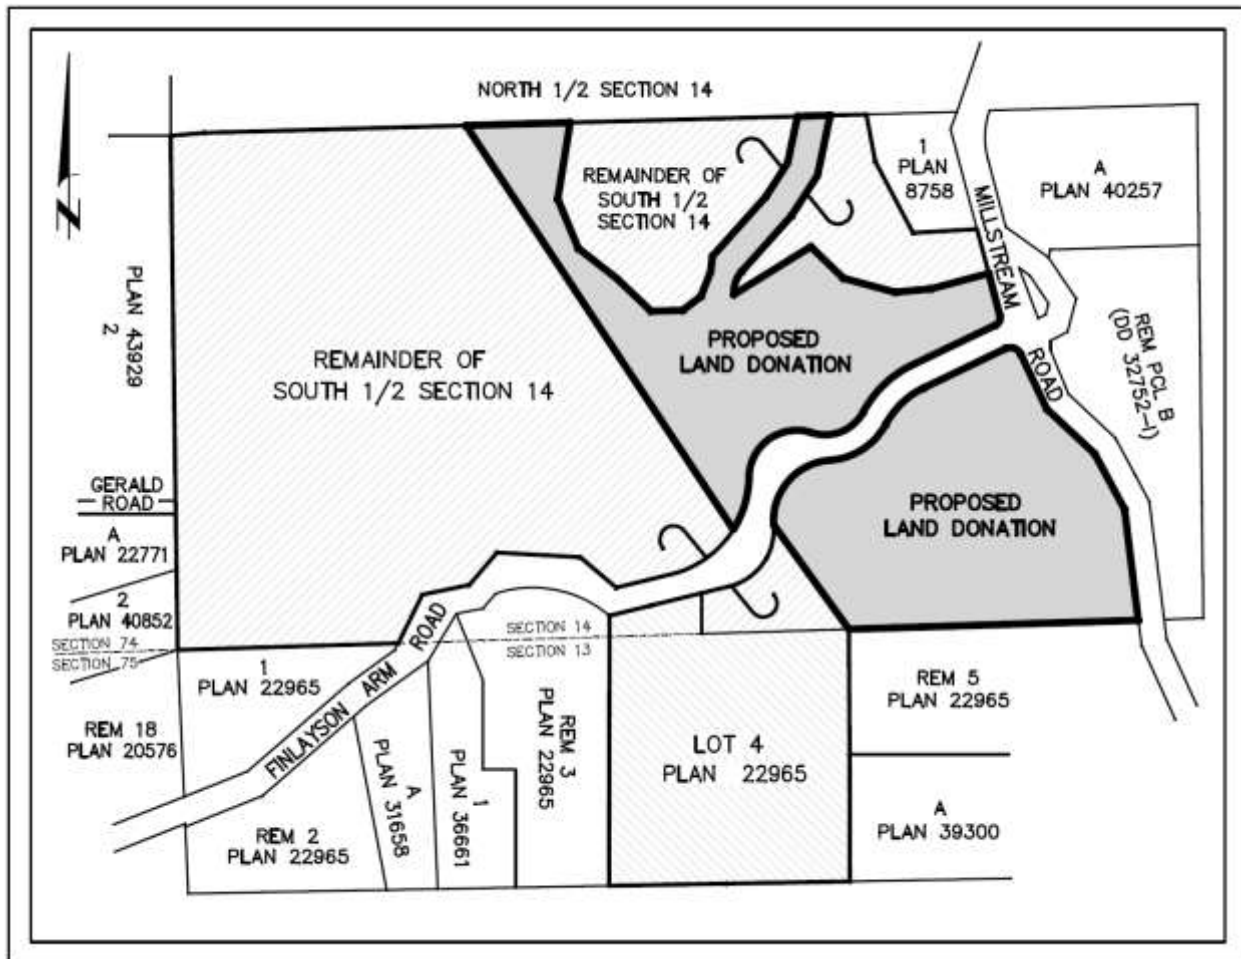 NORTH 1/2 SECTION 14
1
PLAN
8758
A
PLAN 40257
REMAINDER OF
SOUTH 1/2
SECTION 14
N
MILLSTREAM
ROAD
PLAN 43929
2
REM PCL B
(DD 32752-I)
PROPOSED
LAND DONATION
REMAINDER OF
SOUTH 1/2 SECTION 14
GERALD
ROAD
PROPOSED
LAND DONATION
A
PLAN 22771
2
PLAN 40852
SECTION 74
SECTION 75
SECTION 14
SECTION 13
1
PLAN 22965
FINLAYSON ARM ROAD
REM 18
PLAN 20576
REM 2
PLAN 22965
A
PLAN 31658
1
PLAN 36661
REM 3
PLAN 22965
LOT 4
PLAN 22965
REM 5
PLAN 22965
A
PLAN 39300